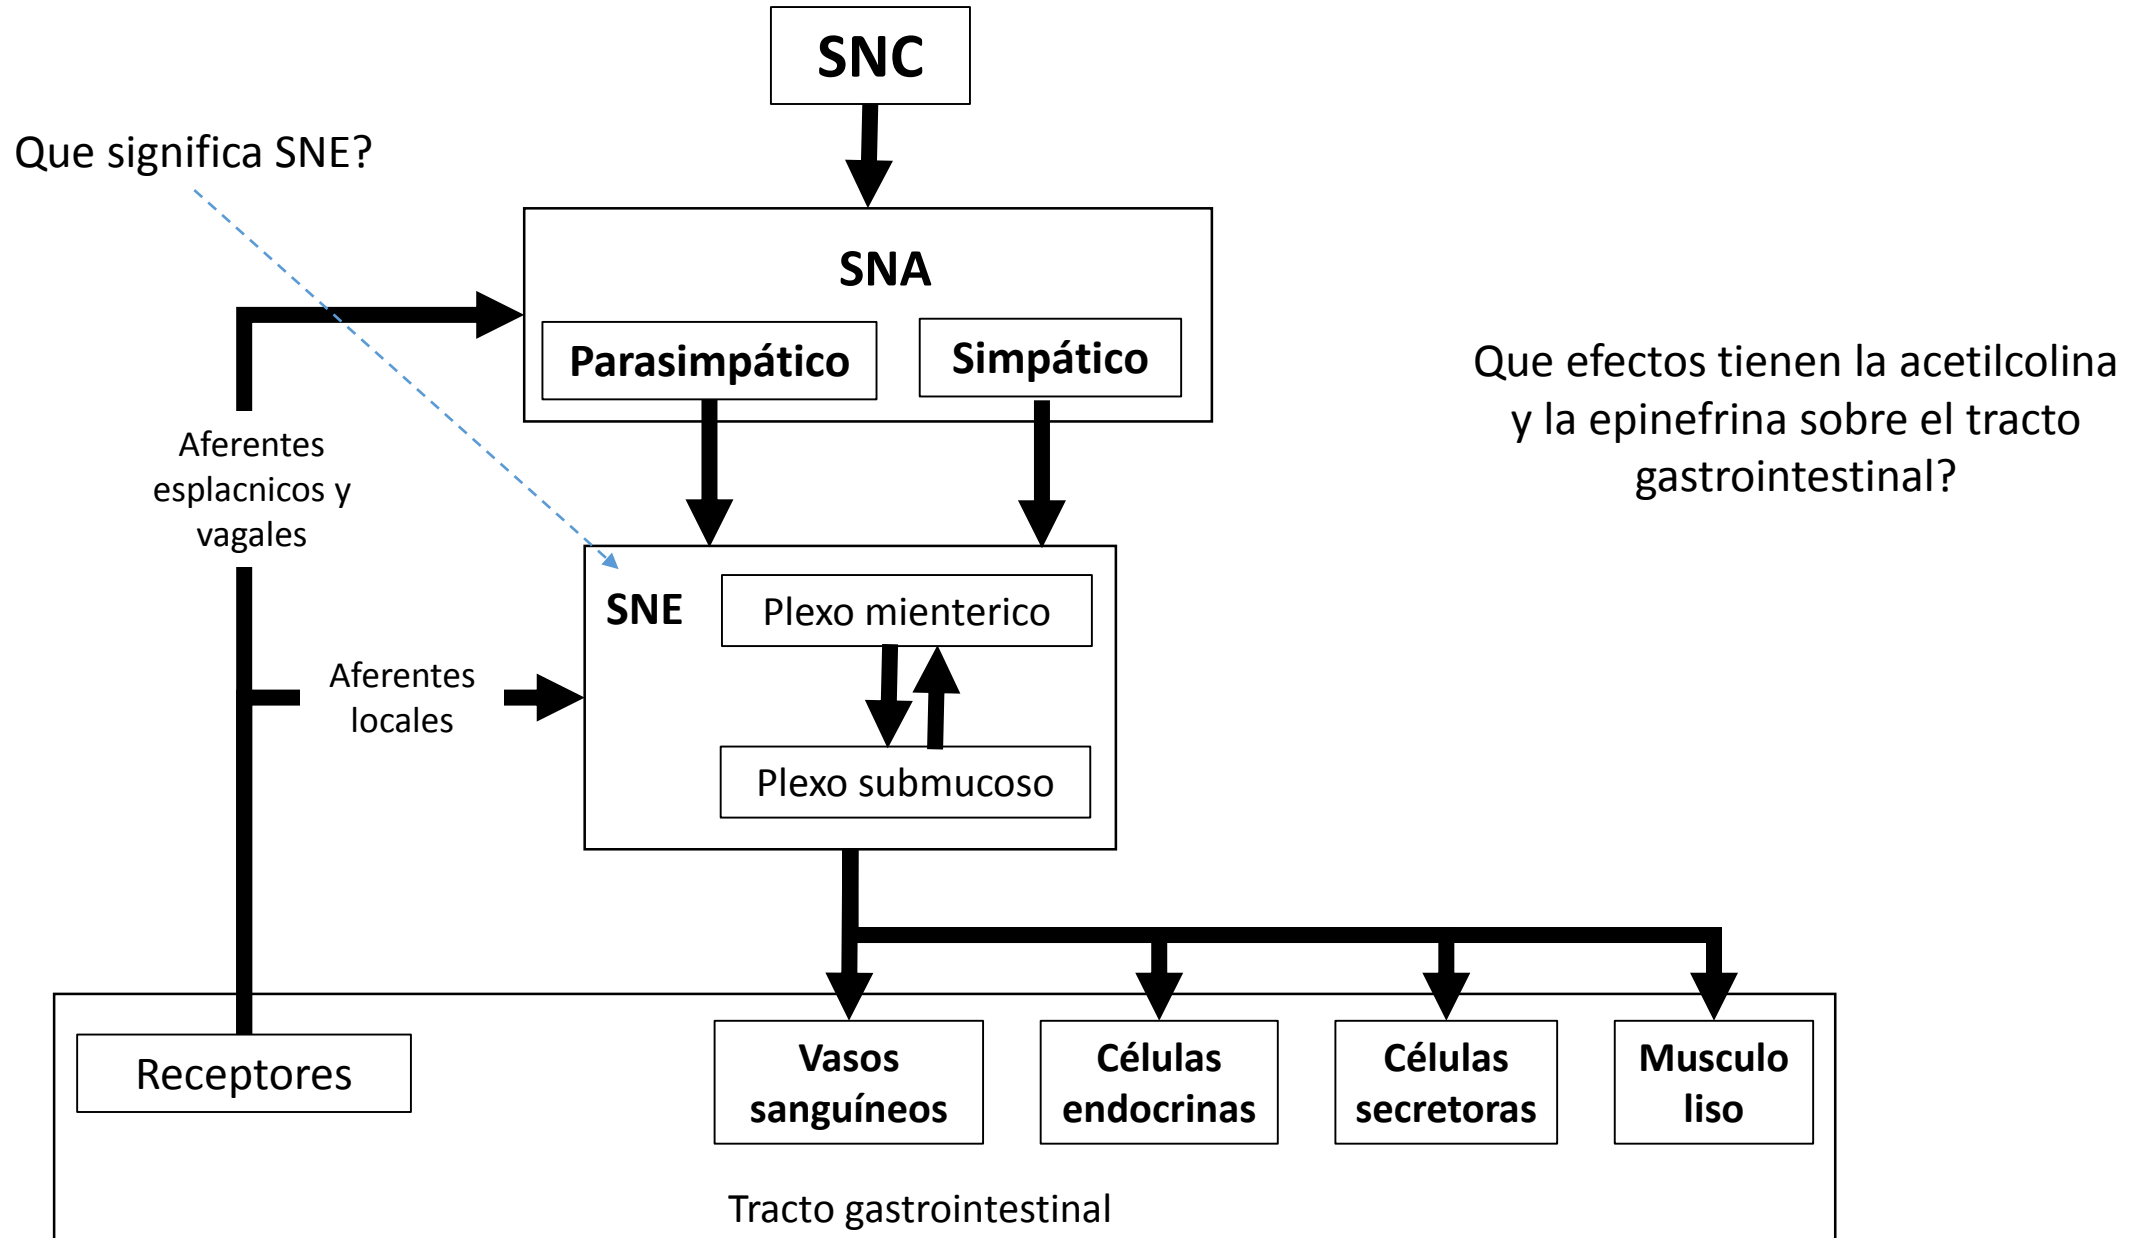 SNC
Que significa SNE?
SNA
Parasimpático
Simpático
Que efectos tienen la acetilcolina
y la epinefrina sobre el tracto
gastrointestinal?
Aferentes
esplacnicos y
vagales
SNE
Plexo mienterico
Aferentes
locales
Plexo submucoso
Receptores
Vasos
sanguíneos
Células
endocrinas
Células
secretoras
Musculo
liso
Tracto gastrointestinal